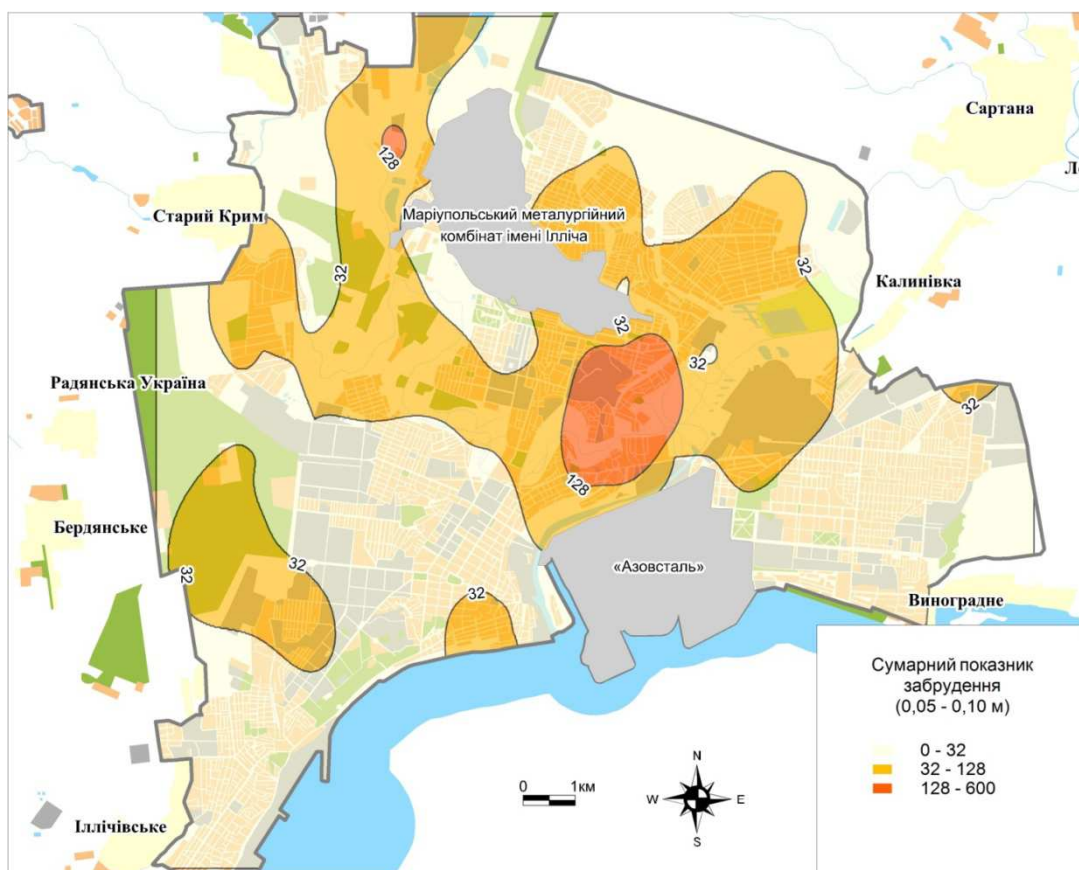 Сартана
Ле
128
Маріупольський металургійний
комбінат імені Ілліча
Старий Крим
32
32
Калинівка
32
32
Радянська Україна
32
128
Бердянське
32
32
32
«Азовсталь»
Виноградне
Сумарний показник
забрудення
(0,05 - 0,10 м)
0 - 32
32 - 128
128 - 600
0 1км
N
W E
S
Іллічівське